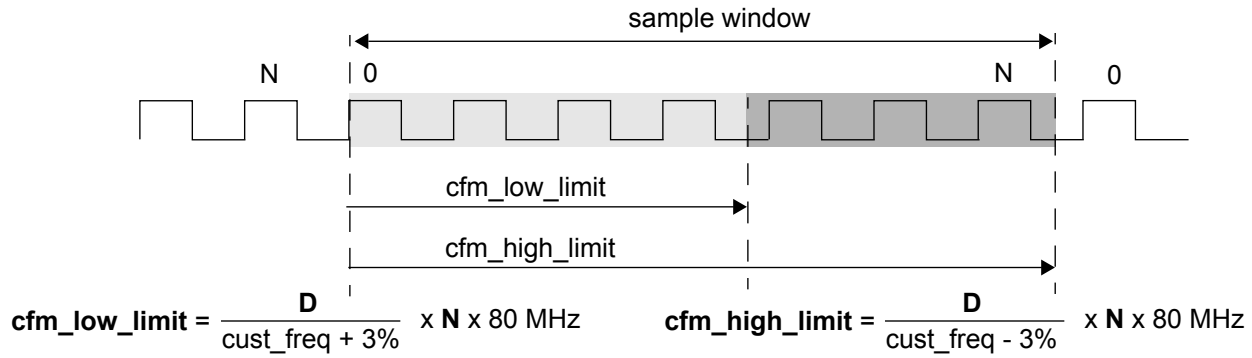 sample window
N 0 N 0
cfm_low_limit
cfm_high_limit
cfm_low_limit = D / cust_freq + 3% x N x 80 MHz
cfm_high_limit = D / cust_freq - 3% x N x 80 MHz